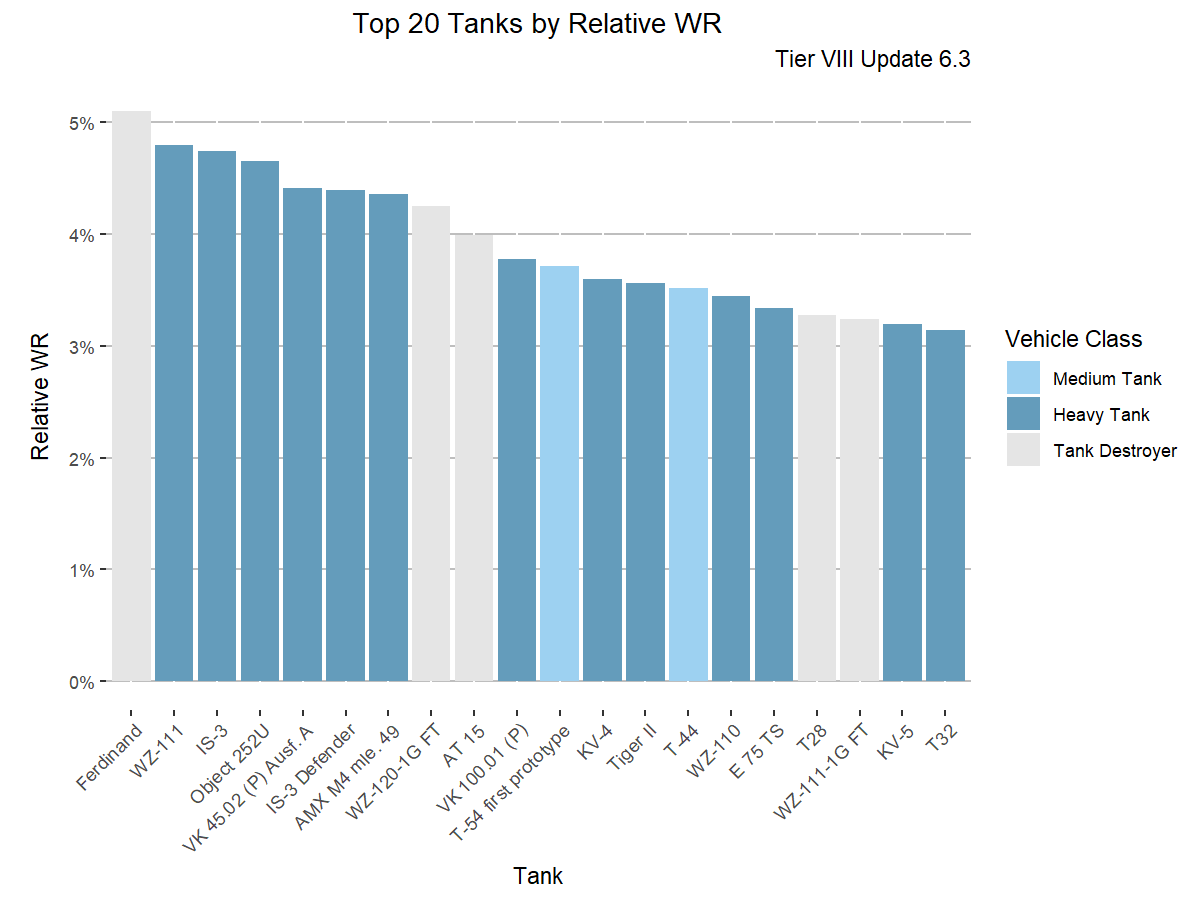 Top 20 Tanks by Relative WR
Tier VIII Update 6.3
5%
4%
3%
2%
1%
0%
Relative WR
Ferdinand
WZ-111
IS-3
Object 252U
VK 45.02 (P) Ausf. A
IS-3 Defender
AMX M4 mle. 49
WZ-120-1G FT
AT 15
VK 100.01 (P)
T-54 first prototype
KV-4
Tiger II
T-44
WZ-110
E 75 TS
T28
WZ-111-1G FT
KV-5
T32
Tank
Vehicle Class
Medium Tank
Heavy Tank
Tank Destroyer